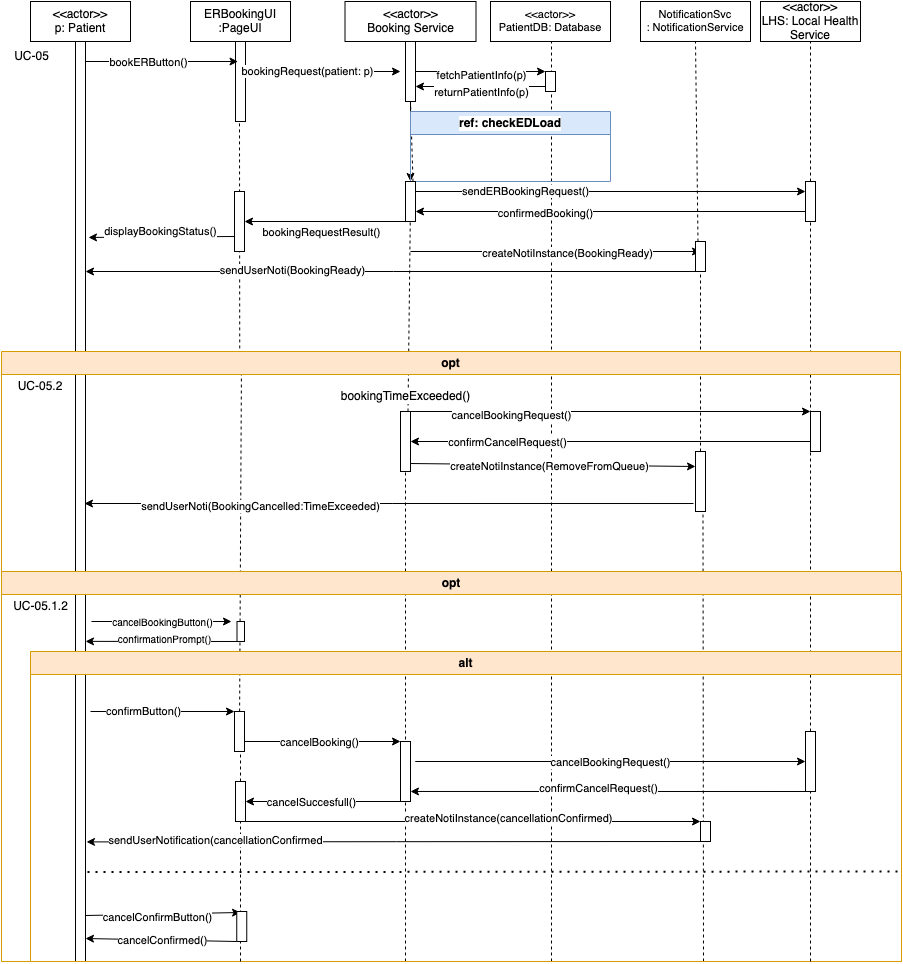 <<actor>>
p: Patient
ERBookingUI
:PageUI
<<actor>>
Booking Service
<<actor>>
PatientDB: Database
NotificationSvc
: NotificationService
<<actor>>
LHS: Local Health
Service
UC-05
bookERButton()
bookingRequest(patient: p)
fetchPatientInfo(p)
returnPatientInfo(p)
ref: checkEDLoad
sendERBookingRequest()
confirmedBooking()
bookingRequestResult()
displayBookingStatus()
createNotiInstance(BookingReady)
sendUserNoti(BookingReady)
opt
UC-05.2
bookingTimeExceeded()
cancelBookingRequest()
confirmCancelRequest()
createNotiInstance(RemoveFromQueue)
sendUserNoti(BookingCancelled:TimeExceeded)
opt
UC-05.1.2
cancelBookingButton()
confirmationPrompt()
alt
confirmButton()
cancelBooking()
cancelBookingRequest()
confirmCancelRequest()
cancelSuccesfull()
createNotiInstance(cancellationConfirmed)
sendUserNotification(cancellationConfirmed
cancelConfirmButton()
cancelConfirmed()